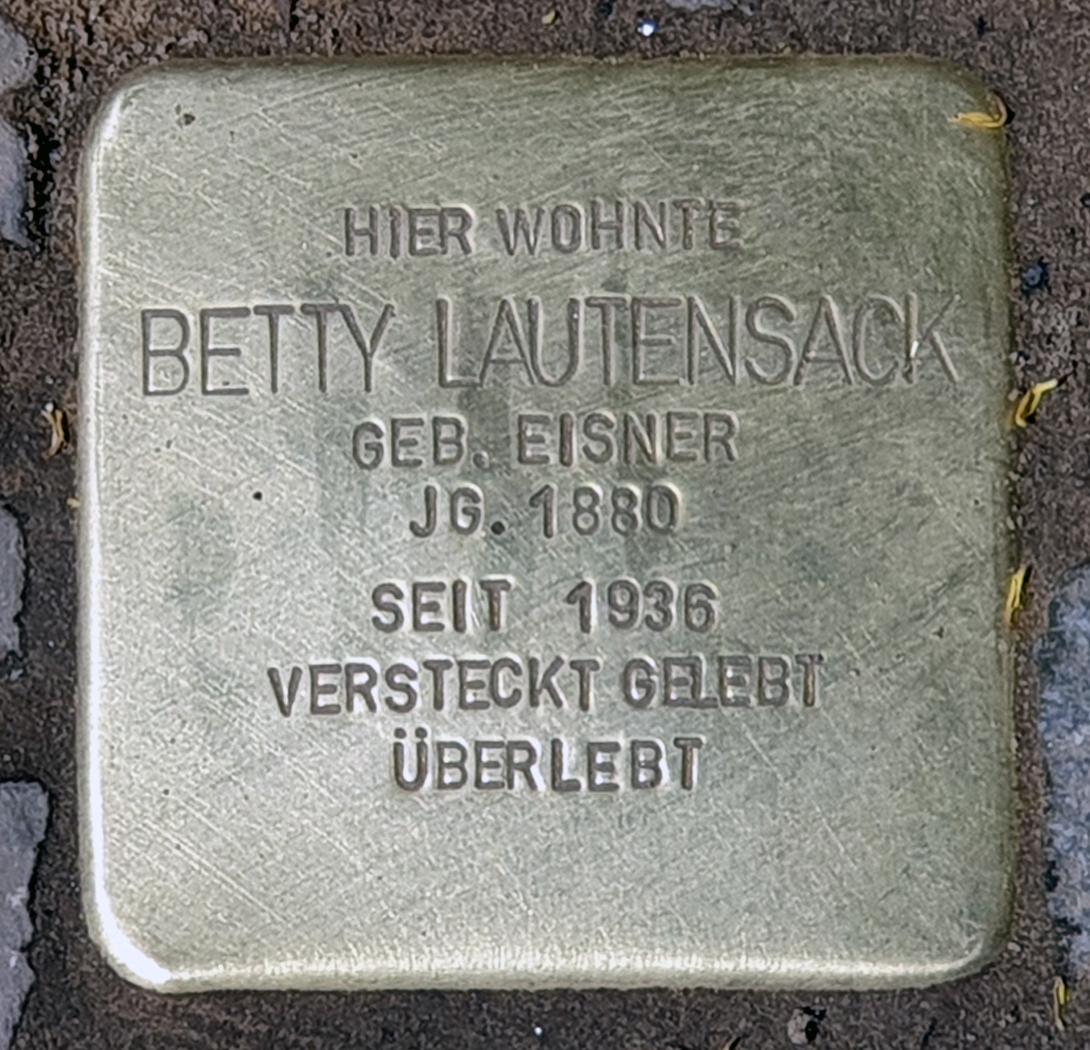 HIER WOHNTE
BETTY LAUTENSACK
GEB. EISNER
JG. 1880
SEIT 1936
VERSTECKT GELEBT
ÜBERLEBT